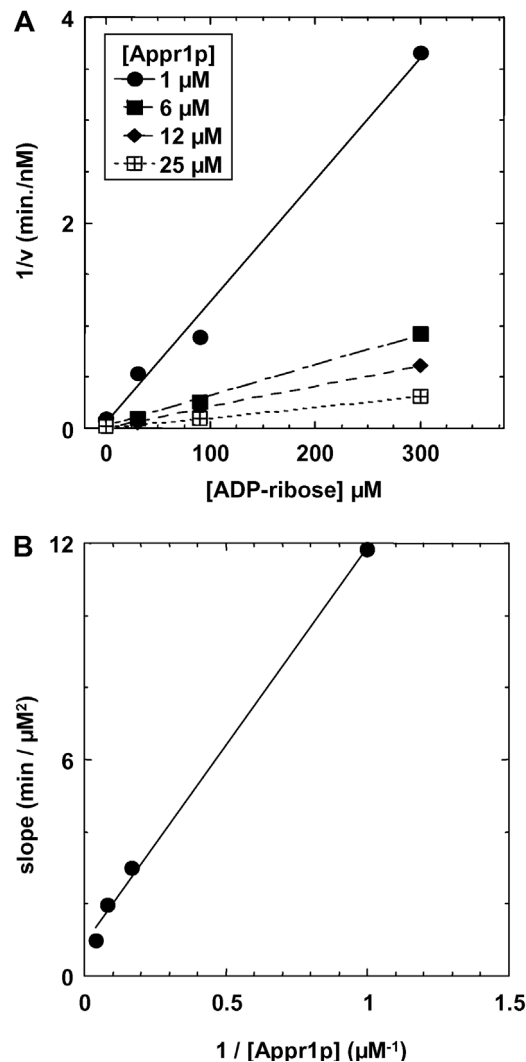 A
[Appr1p]
1 µM
6 µM
12 µM
25 µM
4
2
0
1/v (min./nM)
0
100
200
300
[ADP-ribose] µM
B
12
6
0
slope (min / µM²)
0
0.5
1
1.5
1 / [Appr1p] (µM⁻¹)